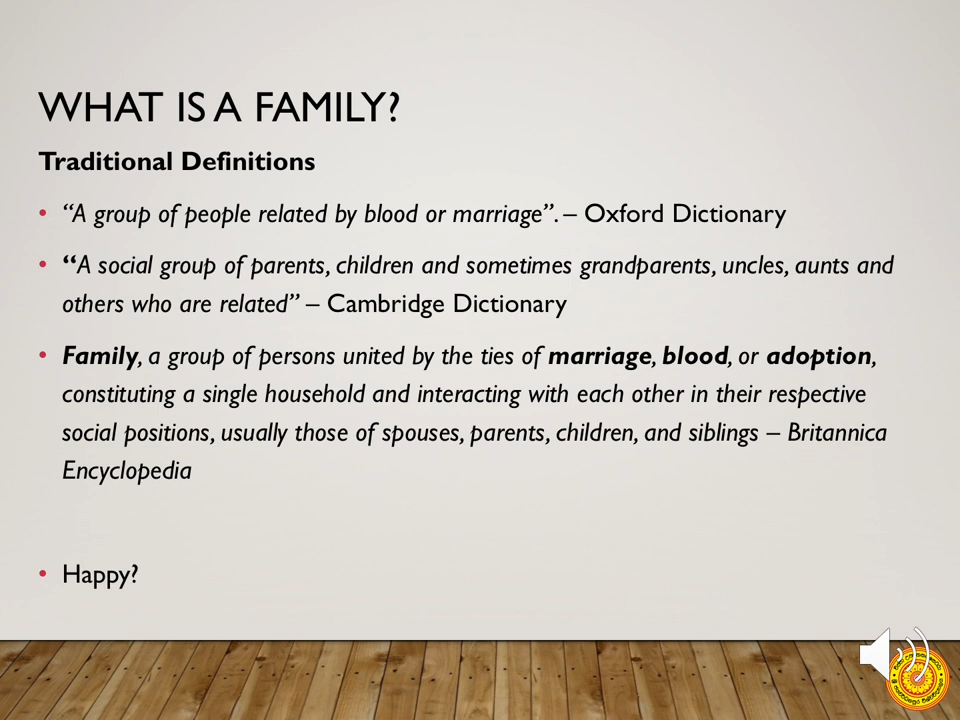 WHAT IS A FAMILY?
Traditional Definitions
• “A group of people related by blood or marriage”. – Oxford Dictionary
• “A social group of parents, children and sometimes grandparents, uncles, aunts and
others who are related” – Cambridge Dictionary
• Family, a group of persons united by the ties of marriage, blood, or adoption,
constituting a single household and interacting with each other in their respective
social positions, usually those of spouses, parents, children, and siblings – Britannica
Encyclopedia
• Happy?